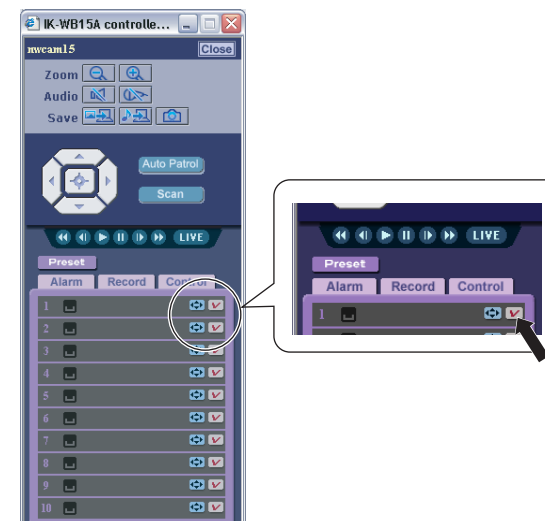 IK-WB15A controlle...
nwcam15 Close
Zoom
Audio
Save
Auto Patrol
Scan
LIVE
Preset
Alarm Record Control
1
2
3
4
5
6
7
8
9
10
LIVE
Preset
Alarm Record Control
1